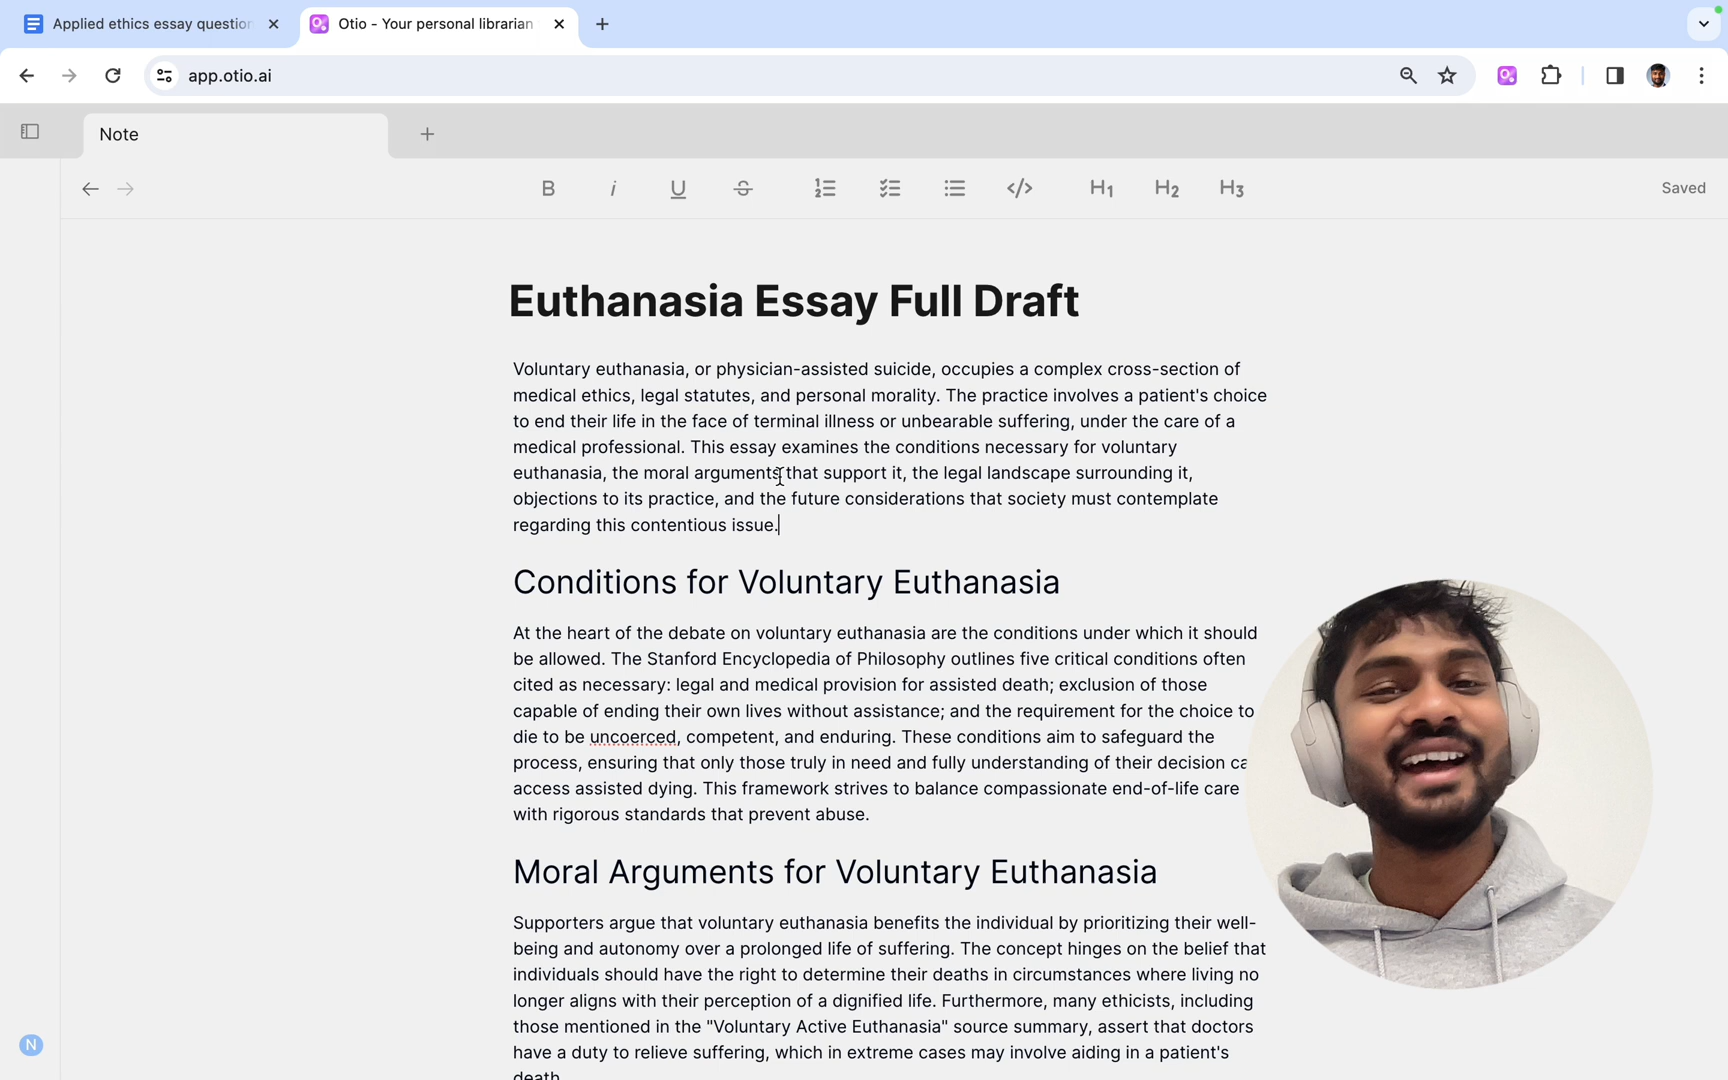 Applied ethics essay question
Otio - Your personal librarian
app.otio.ai
Note
B i U S </> H1 H2 H3
Saved
Euthanasia Essay Full Draft
Voluntary euthanasia, or physician-assisted suicide, occupies a complex cross-section of
medical ethics, legal statutes, and personal morality. The practice involves a patient's choice
to end their life in the face of terminal illness or unbearable suffering, under the care of a
medical professional. This essay examines the conditions necessary for voluntary
euthanasia, the moral arguments that support it, the legal landscape surrounding it,
objections to its practice, and the future considerations that society must contemplate
regarding this contentious issue.
Conditions for Voluntary Euthanasia
At the heart of the debate on voluntary euthanasia are the conditions under which it should
be allowed. The Stanford Encyclopedia of Philosophy outlines five critical conditions often
cited as necessary: legal and medical provision for assisted death; exclusion of those
capable of ending their own lives without assistance; and the requirement for the choice to
die to be uncoerced, competent, and enduring. These conditions aim to safeguard the
process, ensuring that only those truly in need and fully understanding of their decision ca
access assisted dying. This framework strives to balance compassionate end-of-life care
with rigorous standards that prevent abuse.
Moral Arguments for Voluntary Euthanasia
Supporters argue that voluntary euthanasia benefits the individual by prioritizing their well-
being and autonomy over a prolonged life of suffering. The concept hinges on the belief that
individuals should have the right to determine their deaths in circumstances where living no
longer aligns with their perception of a dignified life. Furthermore, many ethicists, including
those mentioned in the "Voluntary Active Euthanasia" source summary, assert that doctors
have a duty to relieve suffering, which in extreme cases may involve aiding in a patient's
death.
N